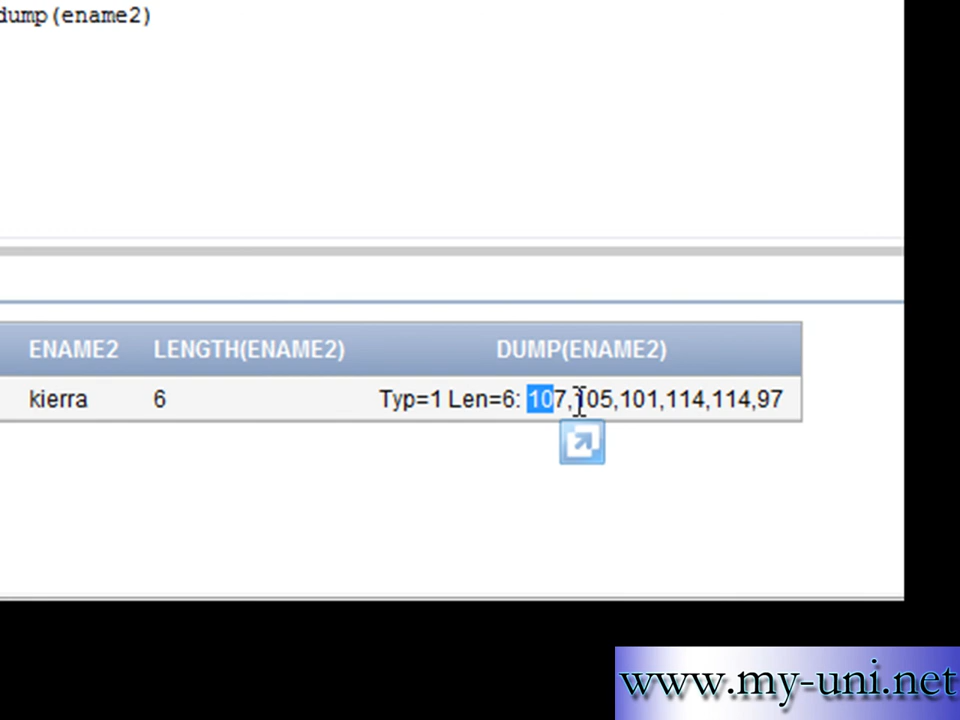 dump(ename2)
ENAME2 LENGTH(ENAME2) DUMP(ENAME2)
kierra 6 Typ=1 Len=6: 107,105,101,114,114,97
www.my-uni.net